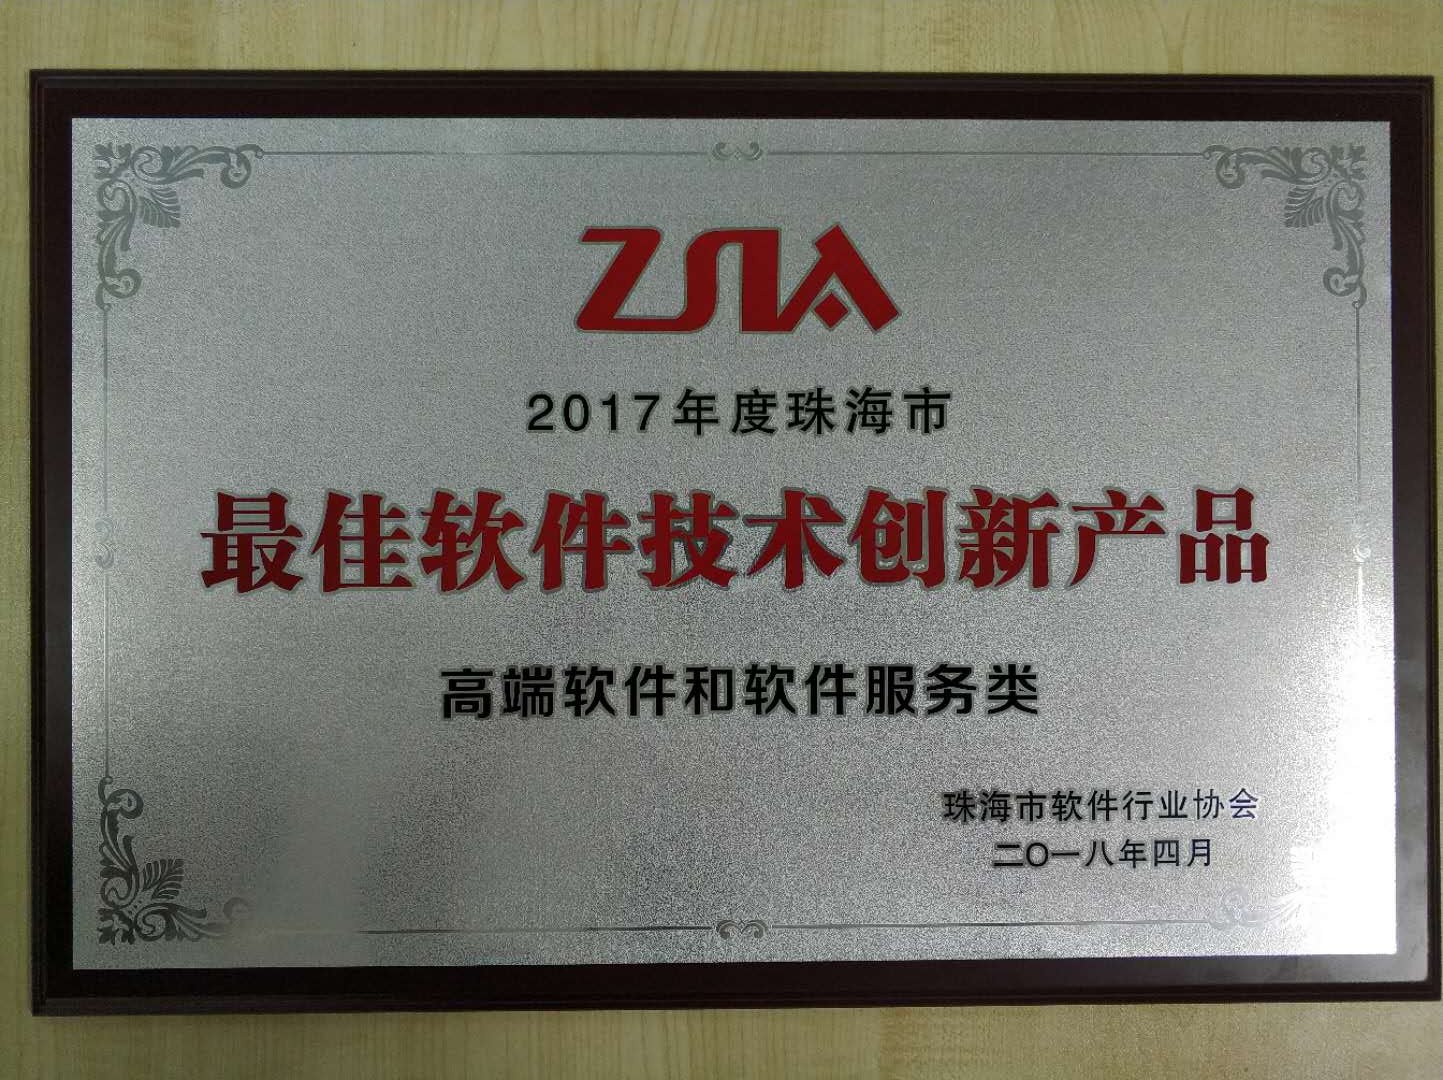 ZSIA
2017年度珠海市
最佳软件技术创新产品
高端软件和软件服务类
珠海市软件行业协会
二〇一八年四月